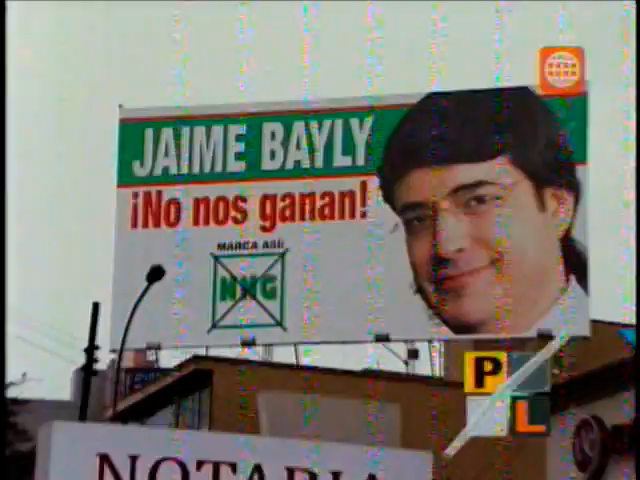 JAIME BAYLY
¡No nos ganan!
MARCA ASÍ:
NNG
P
L
NOTARIA